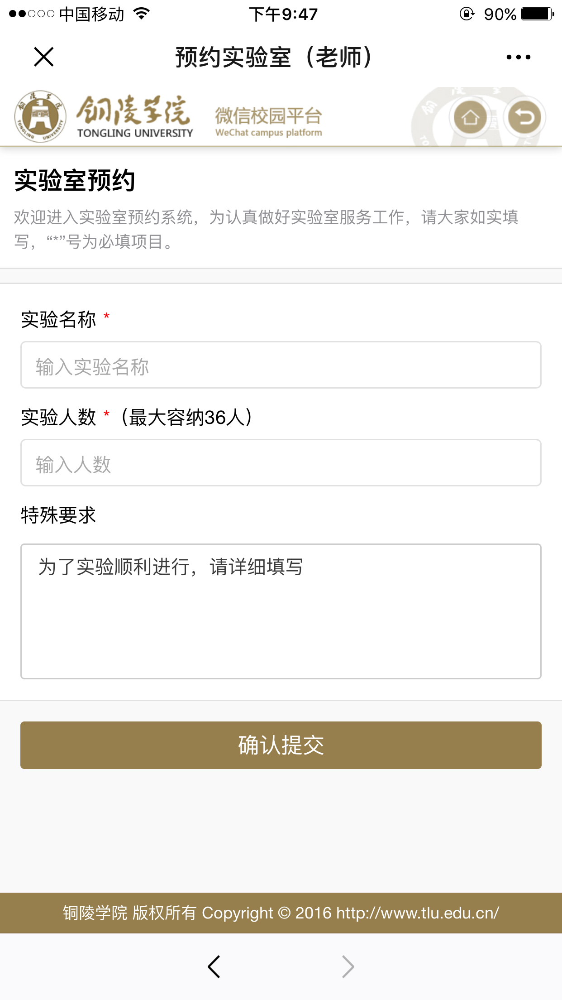 中国移动
下午9:47
90%
预约实验室（老师）
铜陵学院
TONGLING UNIVERSITY
微信校园平台
WeChat campus platform
实验室预约
欢迎进入实验室预约系统，为认真做好实验室服务工作，请大家如实填
写，“*”号为必填项目。
实验名称 *
输入实验名称
实验人数 *（最大容纳36人）
输入人数
特殊要求
为了实验顺利进行，请详细填写
确认提交
铜陵学院 版权所有 Copyright © 2016 http://www.tlu.edu.cn/